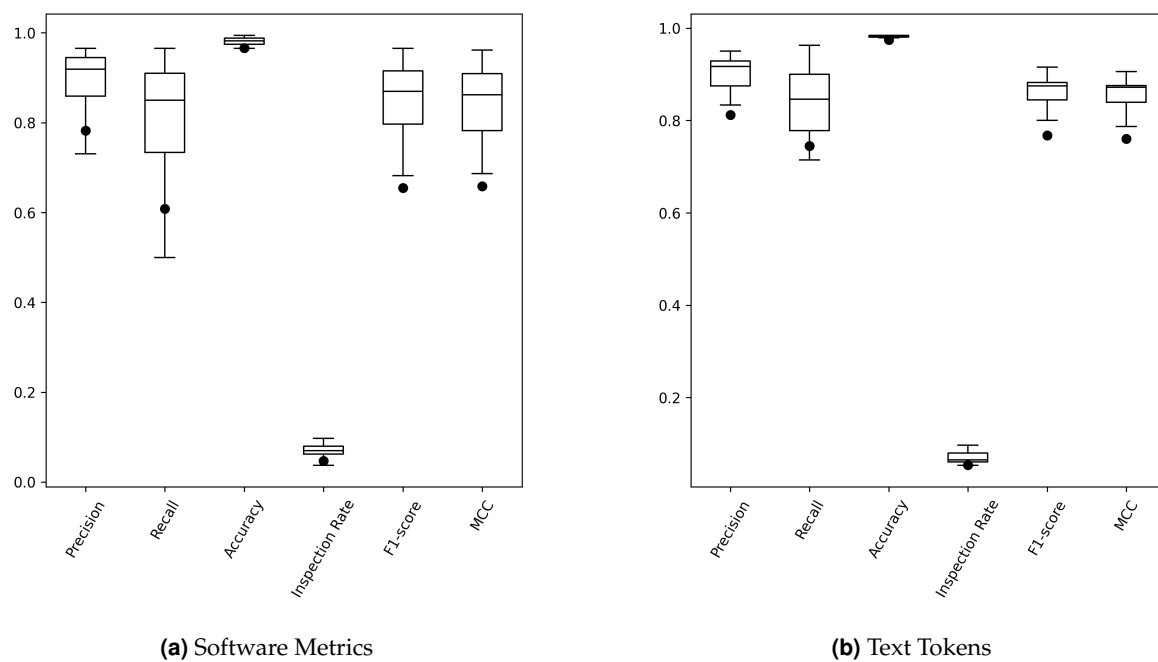 1.0
0.8
0.6
0.4
0.2
0.0
Precision
Recall
Accuracy
Inspection Rate
F1-score
MCC
(a) Software Metrics
1.0
0.8
0.6
0.4
0.2
Precision
Recall
Accuracy
Inspection Rate
F1-score
MCC
(b) Text Tokens